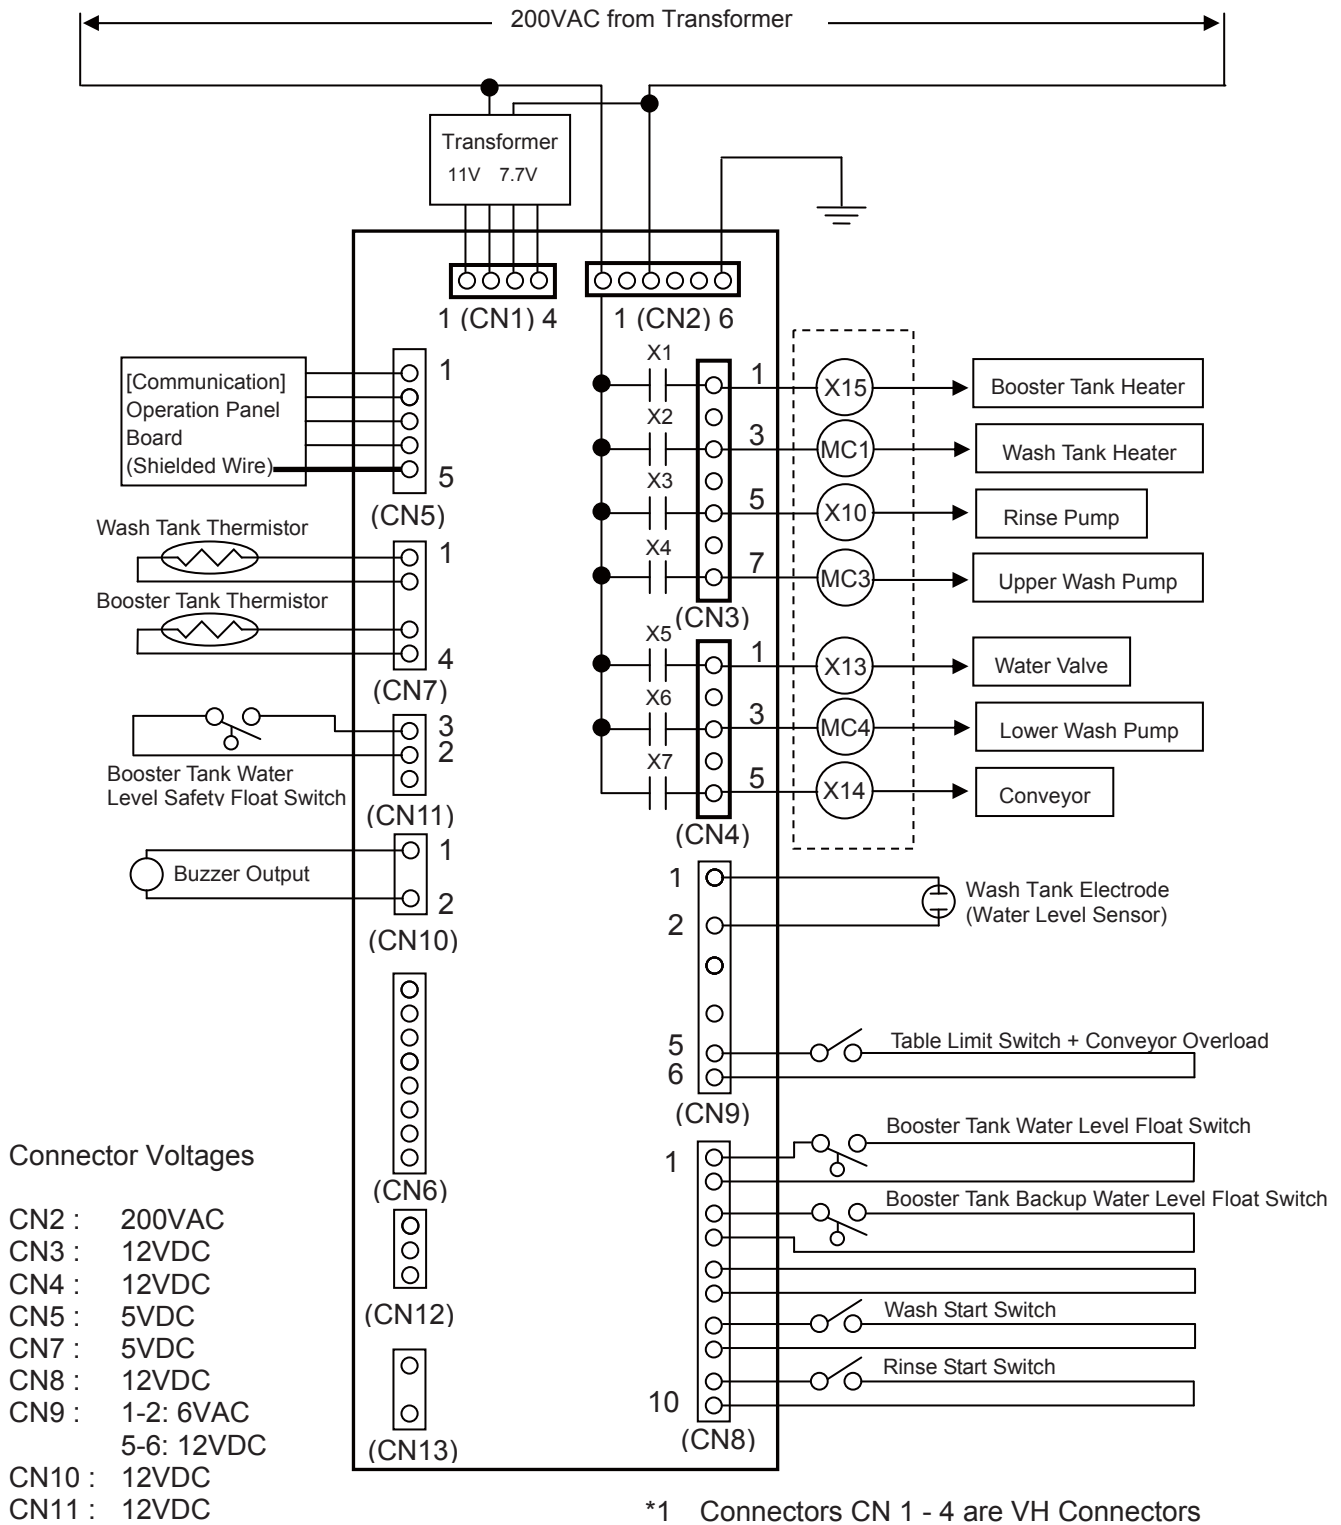 200VAC from Transformer
Transformer
11V 7.7V
1 (CN1) 4
1 (CN2) 6
[Communication]
Operation Panel
Board
(Shielded Wire)
1
5
(CN5)
Wash Tank Thermistor
1
Booster Tank Thermistor
4
(CN7)
3
2
Booster Tank Water
Level Safety Float Switch
(CN11)
1
Buzzer Output
2
(CN10)
(CN6)
(CN12)
(CN13)
X1
1
X15
Booster Tank Heater
X2
3
MC1
Wash Tank Heater
X3
5
X10
Rinse Pump
X4
7
MC3
Upper Wash Pump
(CN3)
X5
1
X13
Water Valve
X6
3
MC4
Lower Wash Pump
X7
5
X14
Conveyor
(CN4)
1
2
Wash Tank Electrode
(Water Level Sensor)
5
6
Table Limit Switch + Conveyor Overload
(CN9)
Booster Tank Water Level Float Switch
1
Booster Tank Backup Water Level Float Switch
Wash Start Switch
Rinse Start Switch
10
(CN8)
Connector Voltages
CN2 : 200VAC
CN3 : 12VDC
CN4 : 12VDC
CN5 : 5VDC
CN7 : 5VDC
CN8 : 12VDC
CN9 : 1-2: 6VAC
5-6: 12VDC
CN10 : 12VDC
CN11 : 12VDC
*1 Connectors CN 1 - 4 are VH Connectors